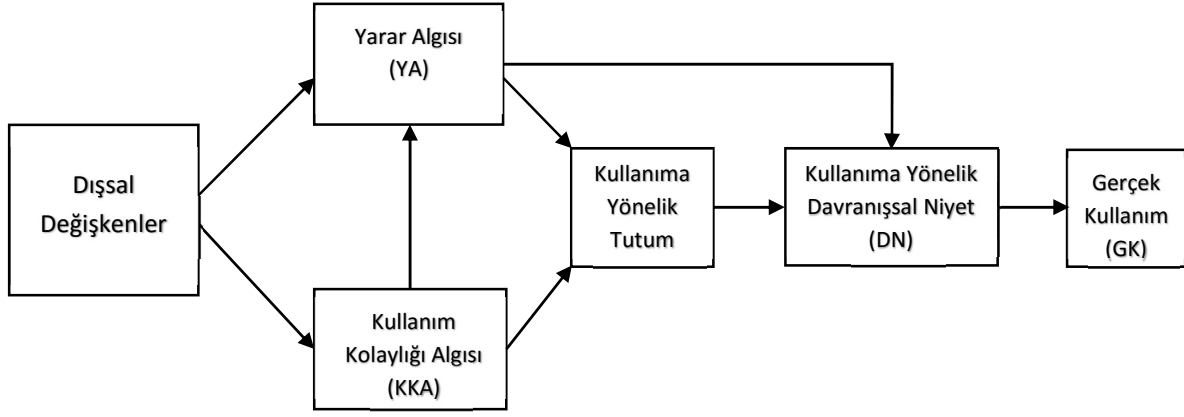 Yarar Algısı
(YA)
Dışsal
Değişkenler
Kullanım
Kolaylığı Algısı
(KKA)
Kullanıma
Yönelik
Tutum
Kullanıma Yönelik
Davranışsal Niyet
(DN)
Gerçek
Kullanım
(GK)